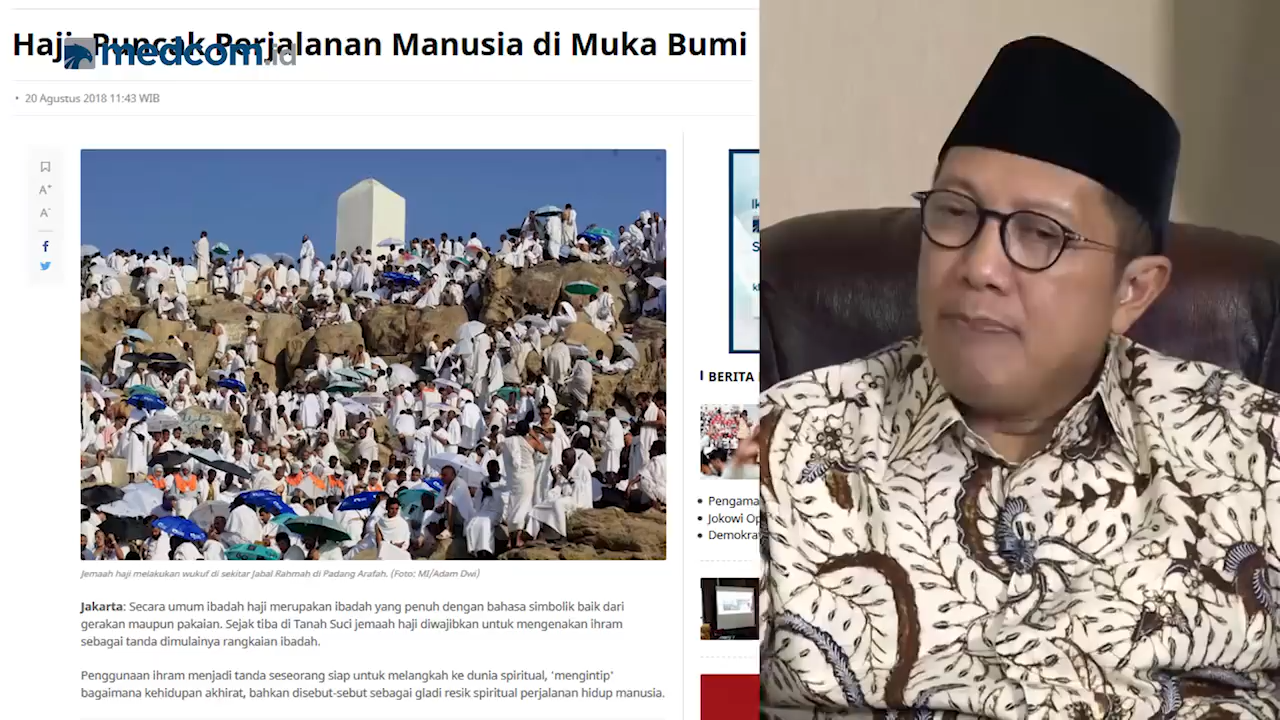 Haji, Puncak Perjalanan Manusia di Muka Bumi
medcom.id
• 20 Agustus 2018 11:43 WIB
A+
A-
Jemaah haji melakukan wukuf di sekitar Jabal Rahmah di Padang Arafah. (Foto: MI/Adam Dwi)
Jakarta: Secara umum ibadah haji merupakan ibadah yang penuh dengan bahasa simbolik baik dari
gerakan maupun pakaian. Sejak tiba di Tanah Suci jemaah haji diwajibkan untuk mengenakan ihram
sebagai tanda dimulainya rangkaian ibadah.
Penggunaan ihram menjadi tanda seseorang siap untuk melangkah ke dunia spiritual, 'mengintip'
bagaimana kehidupan akhirat, bahkan disebut-sebut sebagai gladi resik spiritual perjalanan hidup manusia.
BERITA
• Pengama
• Jokowi Op
• Demokra